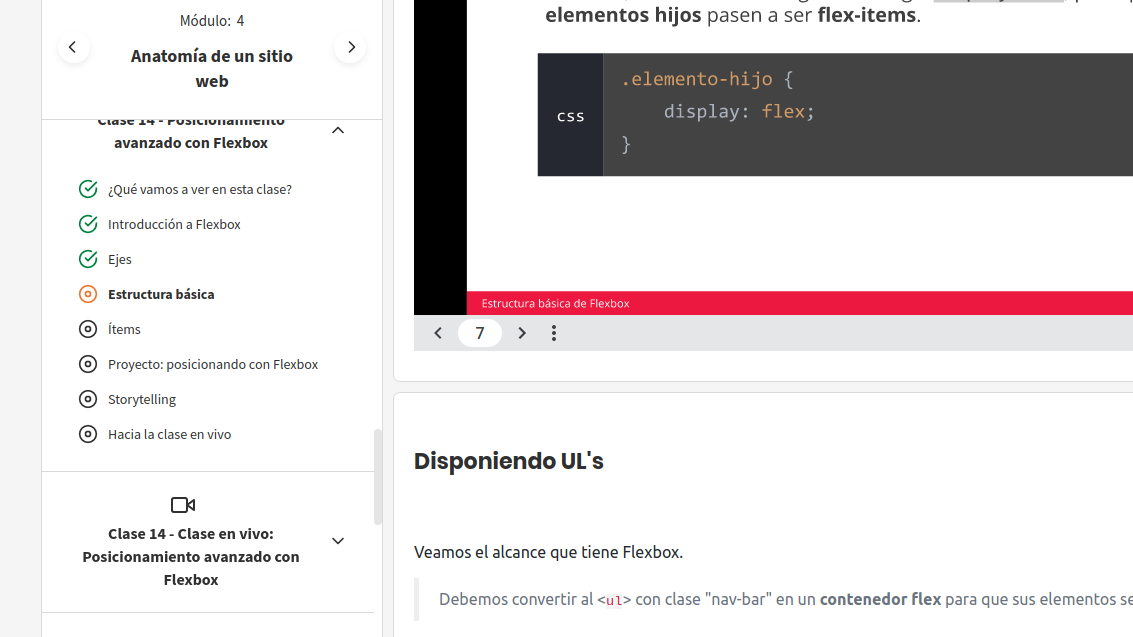 Módulo: 4
Anatomía de un sitio
web
Clase 14 - Posicionamiento
avanzado con Flexbox
¿Qué vamos a ver en esta clase?
Introducción a Flexbox
Ejes
Estructura básica
Ítems
Proyecto: posicionando con Flexbox
Storytelling
Hacia la clase en vivo
Clase 14 - Clase en vivo:
Posicionamiento avanzado con
Flexbox
elementos hijos pasen a ser flex-items.
css
.elemento-hijo {
display: flex;
}
Estructura básica de Flexbox
7
Disponiendo UL's
Veamos el alcance que tiene Flexbox.
Debemos convertir al <ul> con clase "nav-bar" en un contenedor flex para que sus elementos se